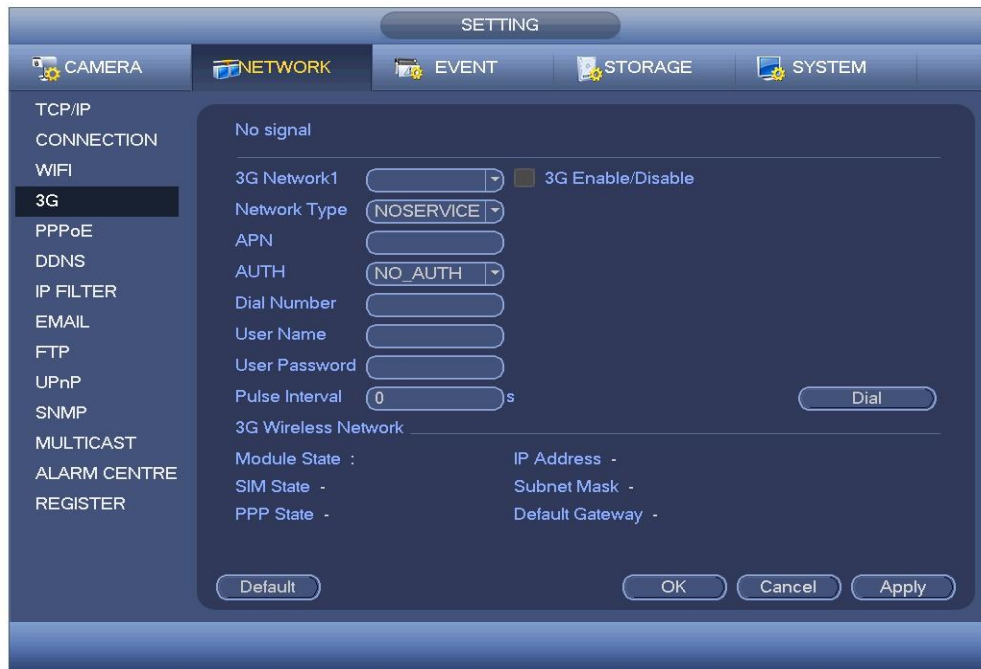 SETTING
CAMERA NETWORK EVENT STORAGE SYSTEM
TCP/IP
CONNECTION
WIFI
3G
PPPoE
DDNS
IP FILTER
EMAIL
FTP
UPnP
SNMP
MULTICAST
ALARM CENTRE
REGISTER
No signal
3G Network1 3G Enable/Disable
Network Type NOSERVICE
APN
AUTH NO_AUTH
Dial Number
User Name
User Password
Pulse Interval 0 s Dial
3G Wireless Network
Module State : IP Address -
SIM State - Subnet Mask -
PPP State - Default Gateway -
Default OK Cancel Apply